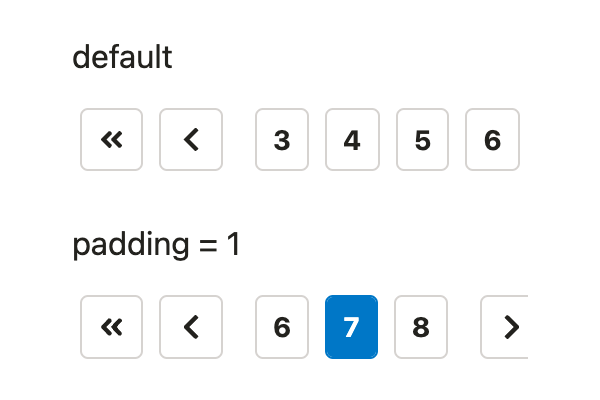 default
« < 3 4 5 6
padding = 1
« < 6 7 8 >